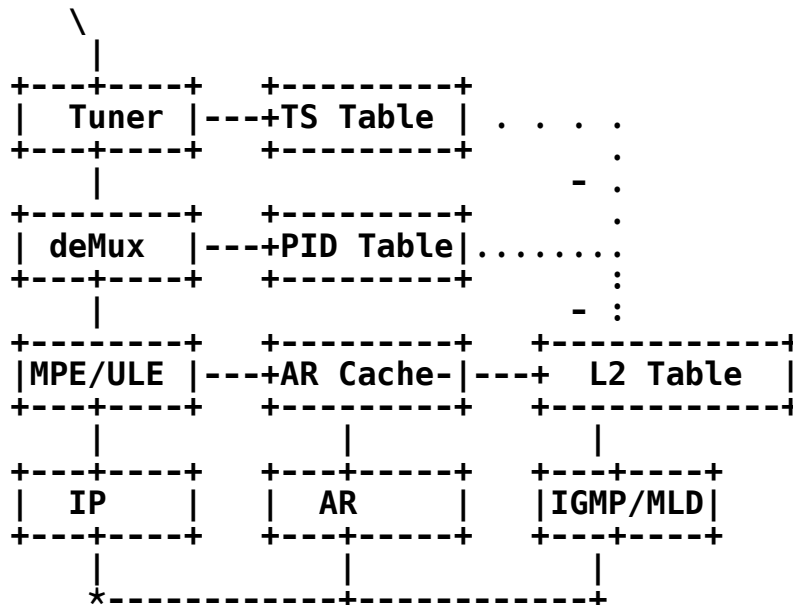 Tuner TS Table
deMux PID Table
MPE/ULE AR Cache- L2 Table
IP AR IGMP/MLD